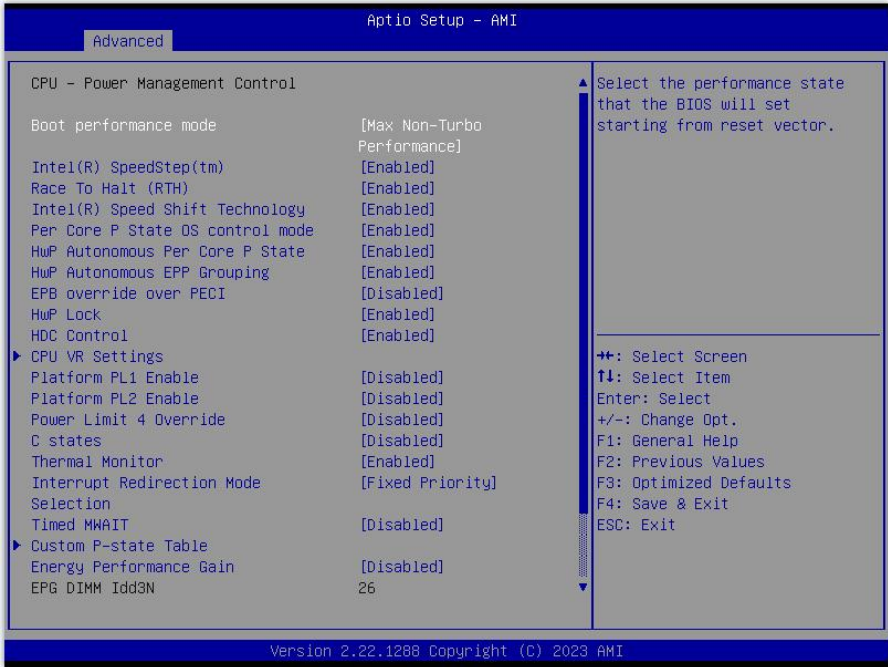 Aptio Setup – AMI
Advanced
CPU – Power Management Control
Boot performance mode [Max Non-Turbo
Performance]
Intel(R) SpeedStep(tm) [Enabled]
Race To Halt (RTH) [Enabled]
Intel(R) Speed Shift Technology [Enabled]
Per Core P State OS control mode [Enabled]
HwP Autonomous Per Core P State [Enabled]
HwP Autonomous EPP Grouping [Enabled]
EPB override over PECI [Disabled]
HwP Lock [Enabled]
HDC Control [Enabled]
CPU VR Settings
Platform PL1 Enable [Disabled]
Platform PL2 Enable [Disabled]
Power Limit 4 Override [Disabled]
C states [Disabled]
Thermal Monitor [Enabled]
Interrupt Redirection Mode [Fixed Priority]
Selection
Timed MWAIT [Disabled]
Custom P-state Table
Energy Performance Gain [Disabled]
EPG DIMM Idd3N 26
Select the performance state
that the BIOS will set
starting from reset vector.
→←: Select Screen
↑↓: Select Item
Enter: Select
+/-: Change Opt.
F1: General Help
F2: Previous Values
F3: Optimized Defaults
F4: Save & Exit
ESC: Exit
Version 2.22.1288 Copyright (C) 2023 AMI